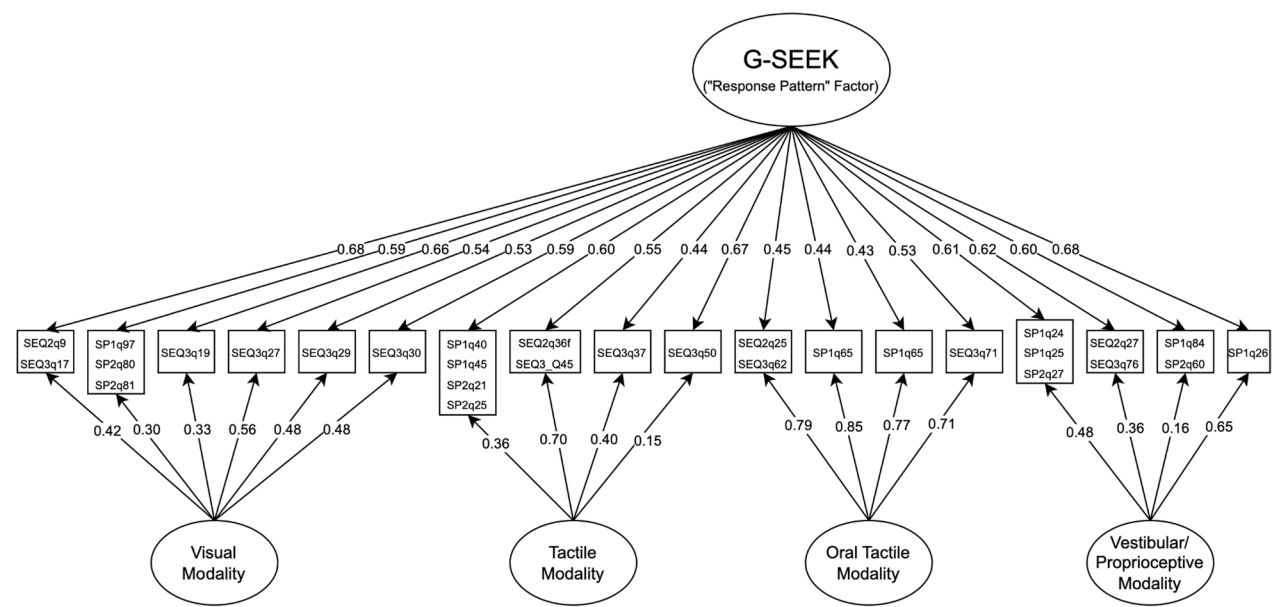 G-SEEK
("Response Pattern" Factor)
0.68 0.59 0.66 0.54 0.53 0.59 0.60 0.55 0.44 0.67 0.45 0.44 0.43 0.53 0.61 0.62 0.60 0.68
SEQ2q9
SEQ3q17
SP1q97
SP2q80
SP2q81
SEQ3q19
SEQ3q27
SEQ3q29
SEQ3q30
SP1q40
SP1q45
SP2q21
SP2q25
SEQ2q36f
SEQ3_Q45
SEQ3q37
SEQ3q50
SEQ2q25
SEQ3q62
SP1q65
SP1q65
SEQ3q71
SP1q24
SP1q25
SP2q27
SEQ2q27
SEQ3q76
SP1q84
SP2q60
SP1q26
0.42 0.30 0.33 0.56 0.48 0.48
0.36 0.70 0.40 0.15
0.79 0.85 0.77 0.71
0.48 0.36 0.16 0.65
Visual
Modality
Tactile
Modality
Oral Tactile
Modality
Vestibular/
Proprioceptive
Modality